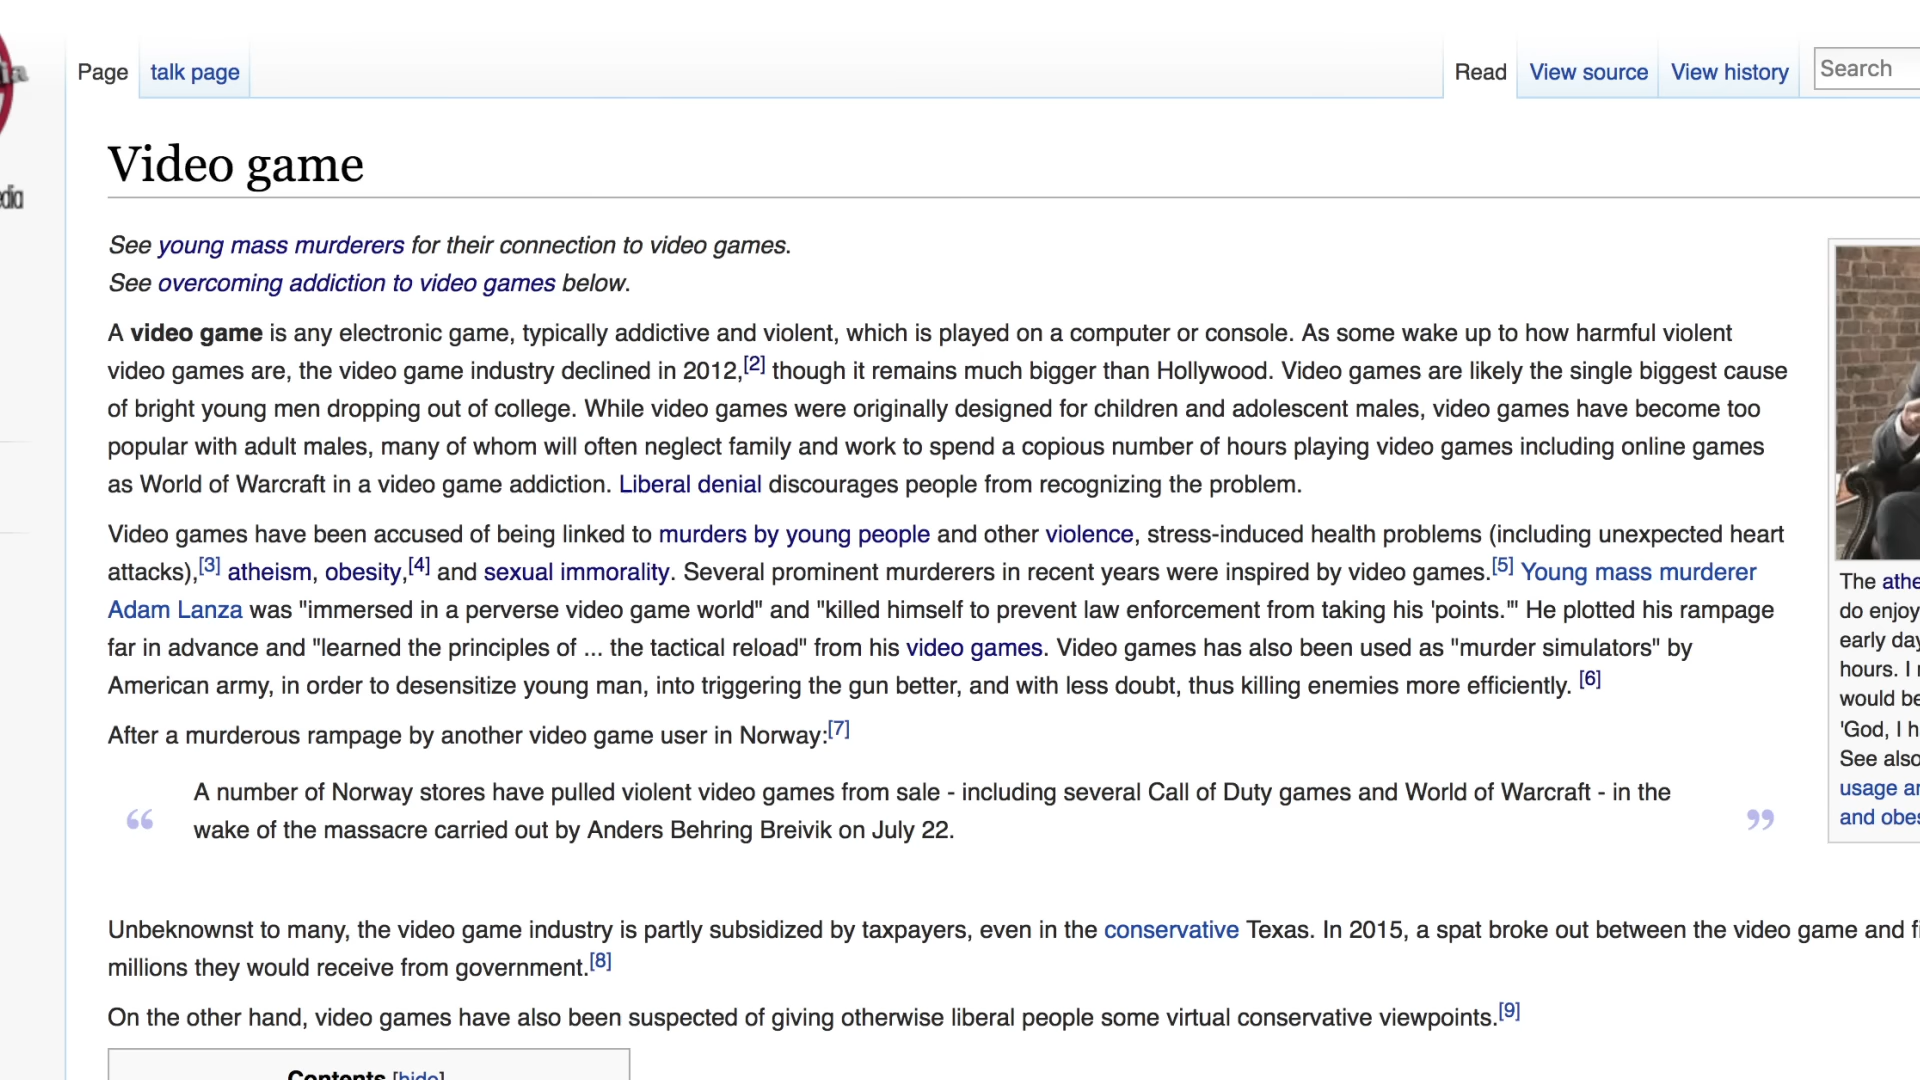 Page
talk page
Read
View source
View history
Search
Video game
See young mass murderers for their connection to video games.
See overcoming addiction to video games below.
A video game is any electronic game, typically addictive and violent, which is played on a computer or console. As some wake up to how harmful violent
video games are, the video game industry declined in 2012,[2] though it remains much bigger than Hollywood. Video games are likely the single biggest cause
of bright young men dropping out of college. While video games were originally designed for children and adolescent males, video games have become too
popular with adult males, many of whom will often neglect family and work to spend a copious number of hours playing video games including online games
as World of Warcraft in a video game addiction. Liberal denial discourages people from recognizing the problem.
Video games have been accused of being linked to murders by young people and other violence, stress-induced health problems (including unexpected heart
attacks),[3] atheism, obesity,[4] and sexual immorality. Several prominent murderers in recent years were inspired by video games.[5] Young mass murderer
Adam Lanza was "immersed in a perverse video game world" and "killed himself to prevent law enforcement from taking his 'points.'" He plotted his rampage
far in advance and "learned the principles of ... the tactical reload" from his video games. Video games has also been used as "murder simulators" by
American army, in order to desensitize young man, into triggering the gun better, and with less doubt, thus killing enemies more efficiently. [6]
After a murderous rampage by another video game user in Norway:[7]
“ A number of Norway stores have pulled violent video games from sale - including several Call of Duty games and World of Warcraft - in the
wake of the massacre carried out by Anders Behring Breivik on July 22. ”
Unbeknownst to many, the video game industry is partly subsidized by taxpayers, even in the conservative Texas. In 2015, a spat broke out between the video game and
millions they would receive from government.[8]
On the other hand, video games have also been suspected of giving otherwise liberal people some virtual conservative viewpoints.[9]
Contents [hide]
The
do enjoy
early
hours. I
would
'God, I
See also
usage
and